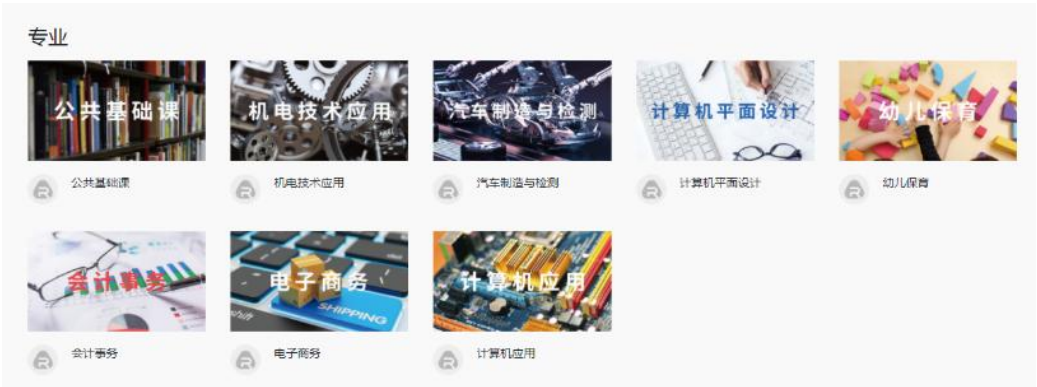 专业
公共基础课
机电技术应用
汽车制造与检测
计算机平面设计
幼儿保育
公共基础课
机电技术应用
汽车制造与检测
计算机平面设计
幼儿保育
会计事务
电子商务
shift
SHIPPING
计算机应用
会计事务
电子商务
计算机应用